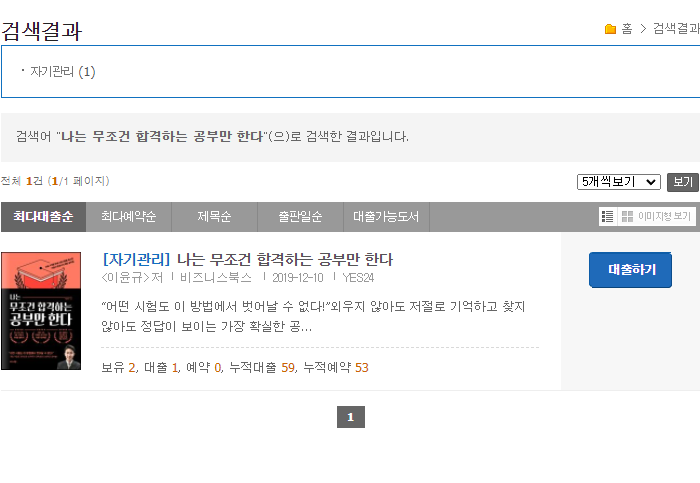 검색결과
홈 > 검색결과
· 자기관리 (1)
검색어 "나는 무조건 합격하는 공부만 한다"(으)로 검색한 결과입니다.
전체 1건 (1/1 페이지)
5개씩보기 보기
최다대출순 최다예약순 제목순 출판일순 대출가능도서 이미지형 보기
[자기관리] 나는 무조건 합격하는 공부만 한다
<이윤규>저 | 비즈니스북스 | 2019-12-10 | YES24
대출하기
나는
무조건 합격하는
공부만 한다
“어떤 시험도 이 방법에서 벗어날 수 없다!”외우지 않아도 저절로 기억하고 찾지
않아도 정답이 보이는 가장 확실한 공...
보유 2, 대출 1, 예약 0, 누적대출 59, 누적예약 53
1